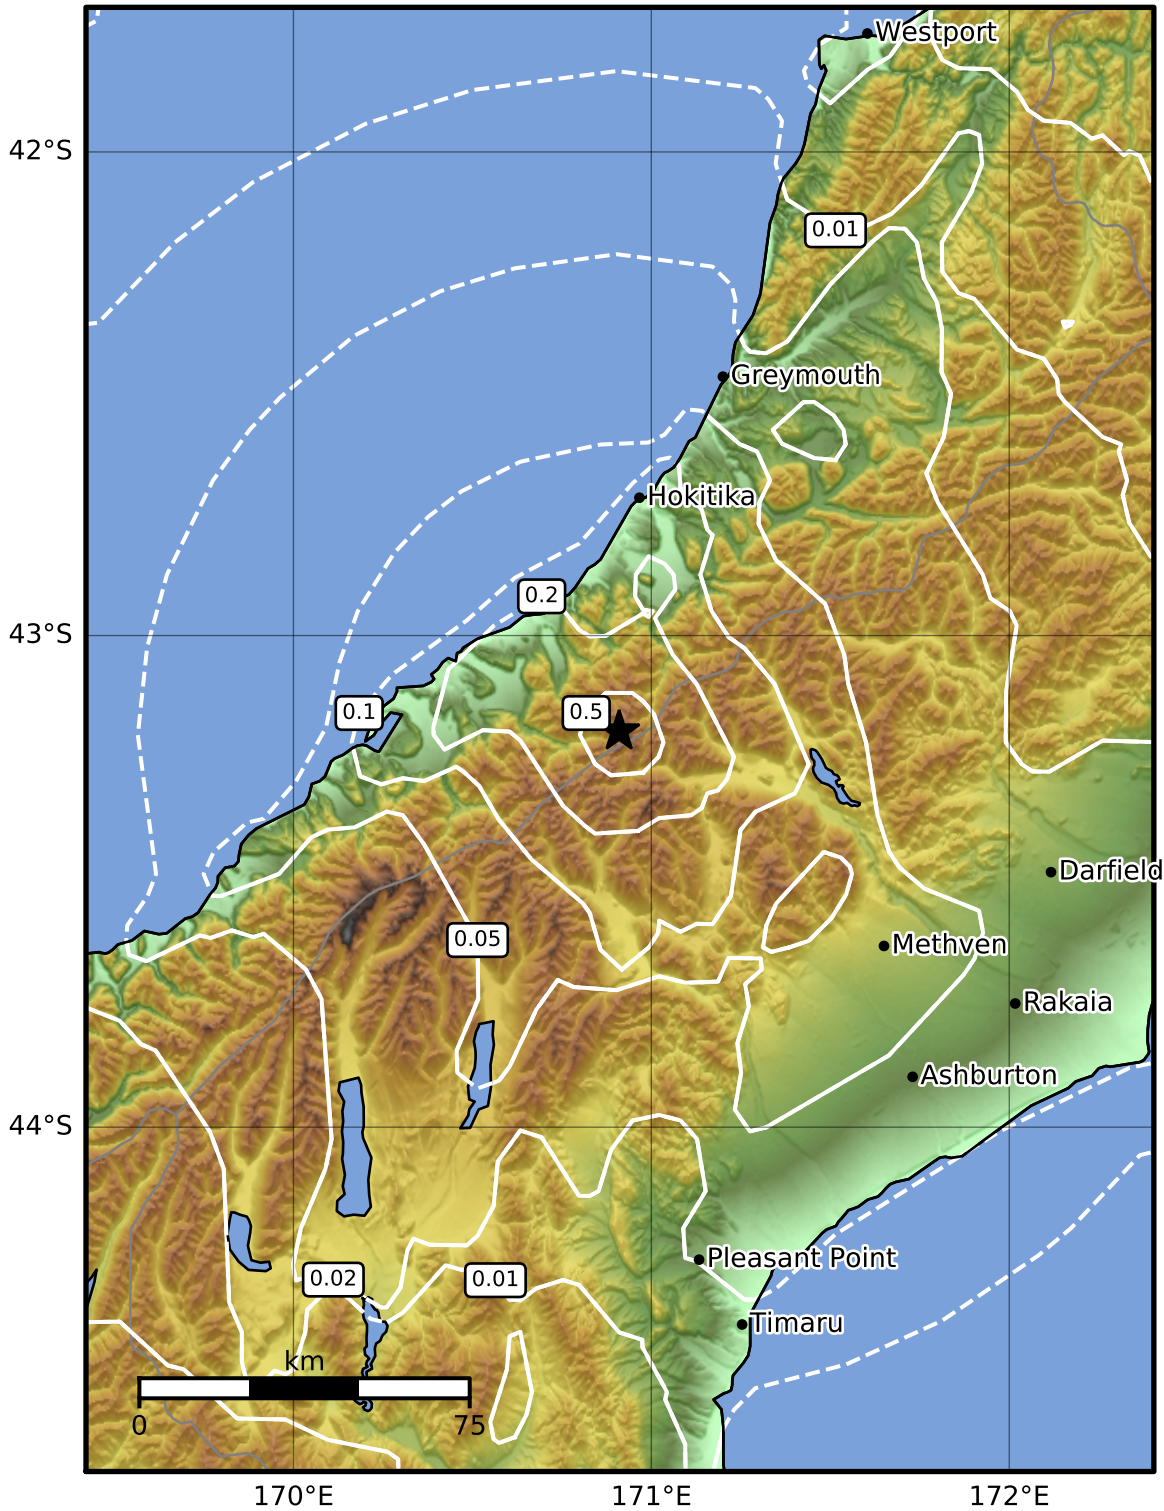 Westport
42°S
0.01
Greymouth
Hokitika
0.2
43°S
0.1
0.5
Darfield
0.05
Methven
Rakaia
Ashburton
44°S
Pleasant Point
0.02
0.01
Timaru
km
0
75
170°E
171°E
172°E